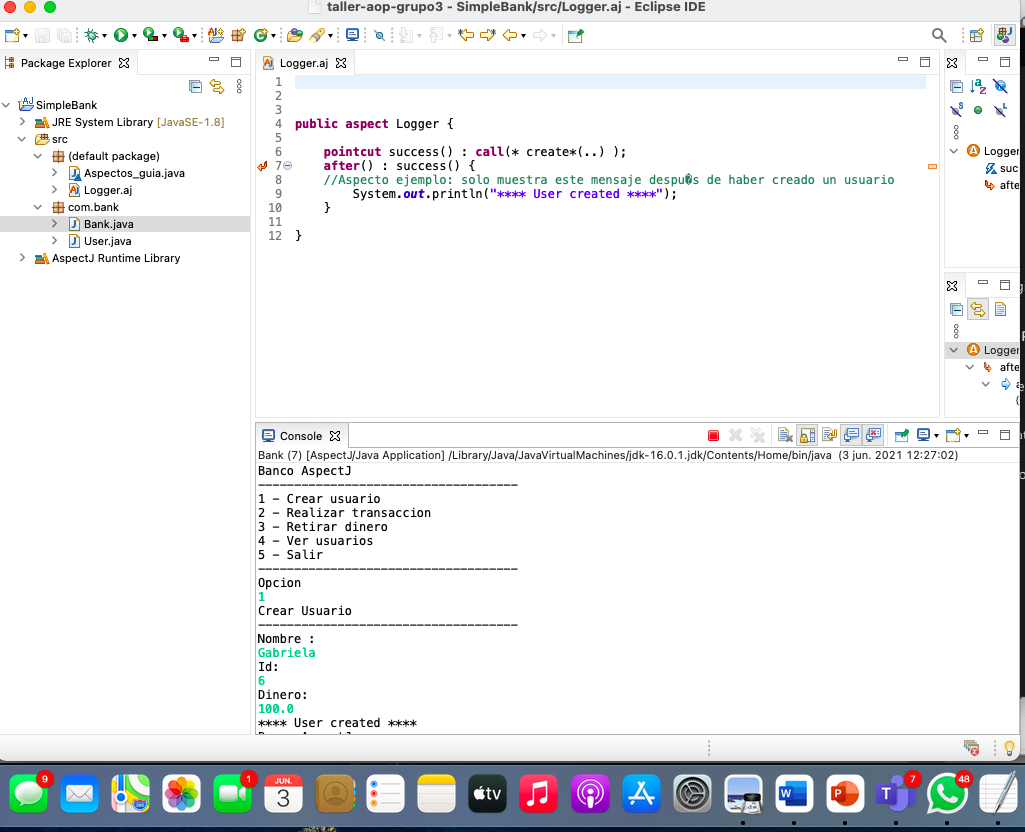 taller-aop-grupo3 - SimpleBank/src/Logger.aj - Eclipse IDE
Package Explorer
SimpleBank
JRE System Library [JavaSE-1.8]
src
(default package)
Aspectos_guia.java
Logger.aj
com.bank
Bank.java
User.java
AspectJ Runtime Library
Logger.aj
1
2
3
4 public aspect Logger {
5
6 pointcut success() : call(* create*(..) );
7 after() : success() {
8 //Aspecto ejemplo: solo muestra este mensaje despu�s de haber creado un usuario
9 System.out.println("**** User created ****");
10 }
11
12 }
Logger
suc
afte
Logger
afte
a
{
Console
Bank (7) [AspectJ/Java Application] /Library/Java/JavaVirtualMachines/jdk-16.0.1.jdk/Contents/Home/bin/java (3 jun. 2021 12:27:02)
Banco AspectJ
------------------------------------
1 - Crear usuario
2 - Realizar transaccion
3 - Retirar dinero
4 - Ver usuarios
5 - Salir
------------------------------------
Opcion
1
Crear Usuario
------------------------------------
Nombre :
Gabriela
Id:
6
Dinero:
100.0
**** User created ****
9
1
JUN.
3
tv
7
48